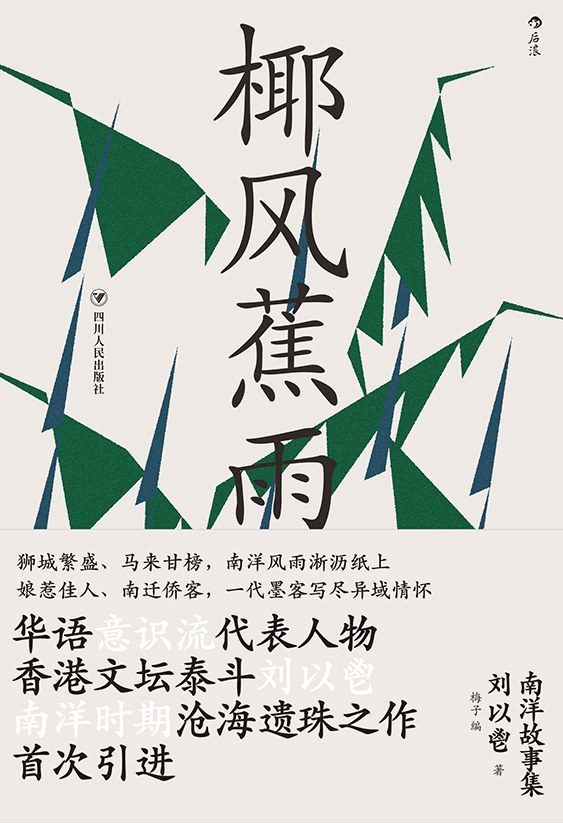 后浪
椰风蕉雨
四川人民出版社
狮城繁盛、马来甘榜，南洋风雨淅沥纸上
娘惹佳人、南迁侨客，一代墨客写尽异域情怀
华语意识流代表人物
香港文坛泰斗刘以鬯
南洋时期沧海遗珠之作
首次引进
南洋故事集
刘以鬯 著
梅子 编